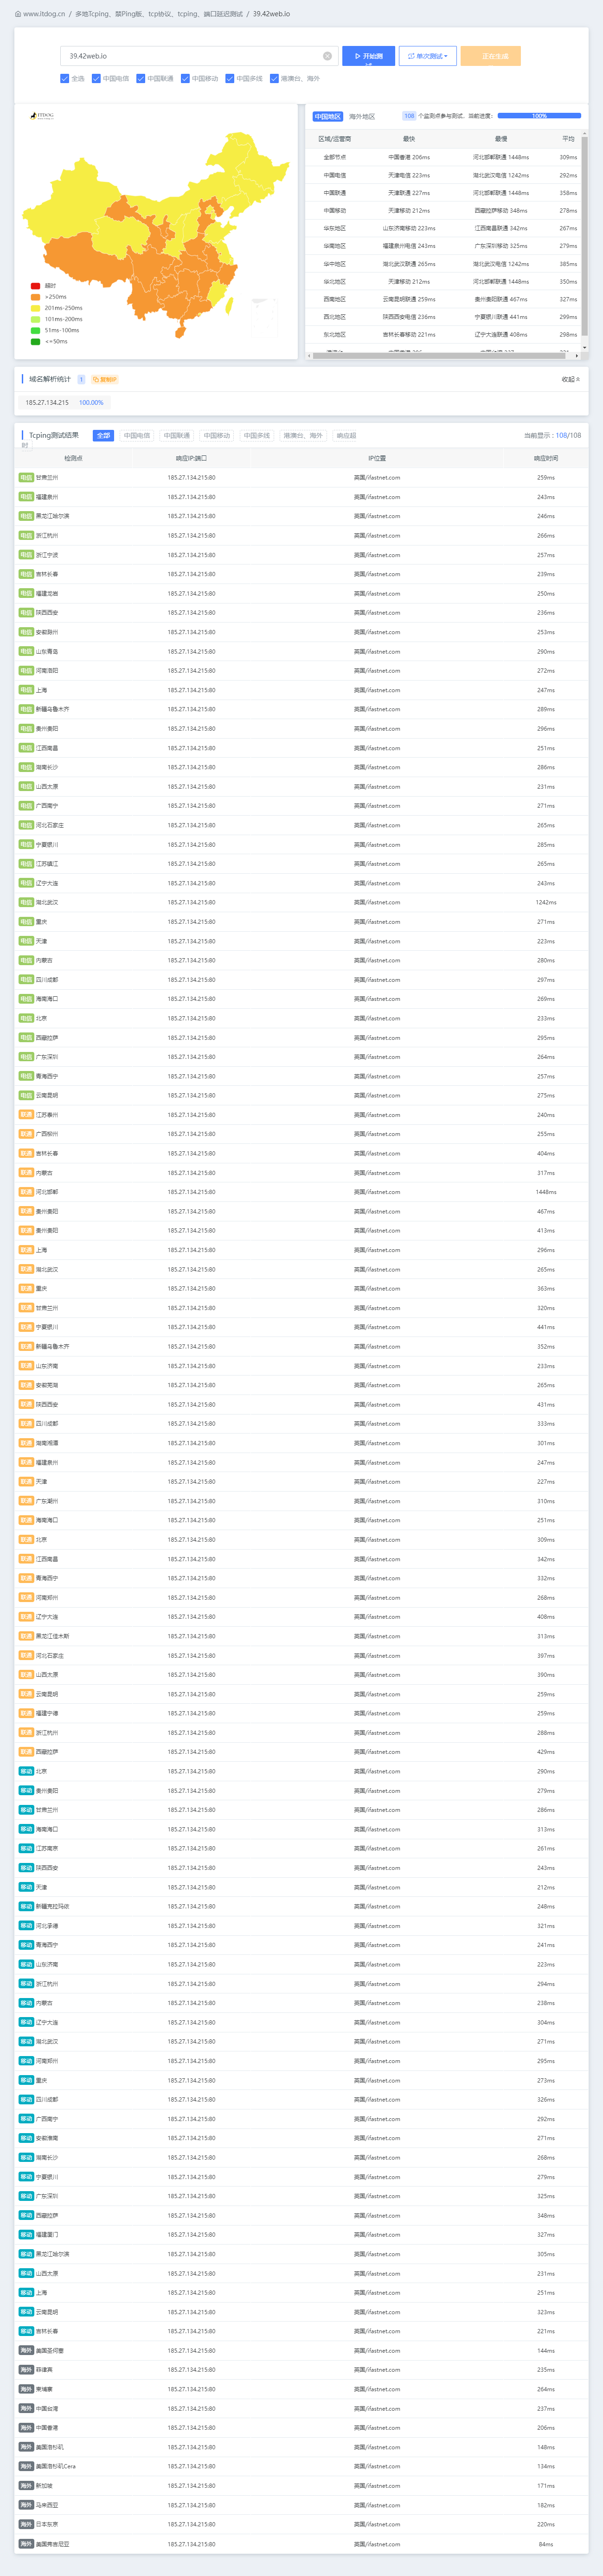 www.itdog.cn / 多地Tcping、禁Ping版、tcp协议、tcping、端口延迟测试 / 39.42web.io
39.42web.io
开始测试
单次测试
全选 中国电信 中国联通 中国移动 中国多线 港澳台、海外
ITDOG
超时
>250ms
201ms-250ms
101ms-200ms
51ms-100ms
<=50ms
中国地区 海外地区 108 个监测点参与测试，当前进度： 100%
区域/运营商 最快 最慢 平均
全部节点 中国香港 206ms 河北邯郸联通 1448ms 309ms
中国电信 天津电信 223ms 湖北武汉电信 1242ms 292ms
中国联通 天津联通 227ms 河北邯郸联通 1448ms 358ms
中国移动 天津移动 212ms 西藏拉萨移动 348ms 278ms
华东地区 山东济南移动 223ms 江西南昌联通 342ms 267ms
华南地区 福建泉州电信 243ms 广东深圳移动 325ms 279ms
华中地区 湖北武汉联通 265ms 湖北武汉电信 1242ms 385ms
华北地区 天津移动 212ms 河北邯郸联通 1448ms 350ms
西南地区 云南昆明联通 259ms 贵州贵阳联通 467ms 327ms
西北地区 陕西西安电信 236ms 宁夏银川联通 441ms 299ms
东北地区 吉林长春移动 221ms 辽宁大连联通 408ms 298ms
域名解析统计 1 复制IP 收起
185.27.134.215 100.00%
Tcping测试结果 全部 中国电信 中国联通 中国移动 中国多线 港澳台、海外 响应超时 当前显示：108/108
检测点 响应IP:端口 IP位置 响应时间
电信 甘肃兰州 185.27.134.215:80 英国/ifastnet.com 259ms
电信 福建泉州 185.27.134.215:80 英国/ifastnet.com 243ms
电信 黑龙江哈尔滨 185.27.134.215:80 英国/ifastnet.com 246ms
电信 浙江杭州 185.27.134.215:80 英国/ifastnet.com 266ms
电信 浙江宁波 185.27.134.215:80 英国/ifastnet.com 257ms
电信 吉林长春 185.27.134.215:80 英国/ifastnet.com 239ms
电信 福建龙岩 185.27.134.215:80 英国/ifastnet.com 250ms
电信 陕西西安 185.27.134.215:80 英国/ifastnet.com 236ms
电信 安徽滁州 185.27.134.215:80 英国/ifastnet.com 253ms
电信 山东青岛 185.27.134.215:80 英国/ifastnet.com 290ms
电信 河南洛阳 185.27.134.215:80 英国/ifastnet.com 272ms
电信 上海 185.27.134.215:80 英国/ifastnet.com 247ms
电信 新疆乌鲁木齐 185.27.134.215:80 英国/ifastnet.com 289ms
电信 贵州贵阳 185.27.134.215:80 英国/ifastnet.com 296ms
电信 江西南昌 185.27.134.215:80 英国/ifastnet.com 251ms
电信 湖南长沙 185.27.134.215:80 英国/ifastnet.com 286ms
电信 山西太原 185.27.134.215:80 英国/ifastnet.com 231ms
电信 广西南宁 185.27.134.215:80 英国/ifastnet.com 271ms
电信 河北石家庄 185.27.134.215:80 英国/ifastnet.com 265ms
电信 宁夏银川 185.27.134.215:80 英国/ifastnet.com 285ms
电信 江苏镇江 185.27.134.215:80 英国/ifastnet.com 265ms
电信 辽宁大连 185.27.134.215:80 英国/ifastnet.com 243ms
电信 湖北武汉 185.27.134.215:80 英国/ifastnet.com 1242ms
电信 重庆 185.27.134.215:80 英国/ifastnet.com 271ms
电信 天津 185.27.134.215:80 英国/ifastnet.com 223ms
电信 内蒙古 185.27.134.215:80 英国/ifastnet.com 280ms
电信 四川成都 185.27.134.215:80 英国/ifastnet.com 297ms
电信 海南海口 185.27.134.215:80 英国/ifastnet.com 269ms
电信 北京 185.27.134.215:80 英国/ifastnet.com 233ms
电信 西藏拉萨 185.27.134.215:80 英国/ifastnet.com 295ms
电信 广东深圳 185.27.134.215:80 英国/ifastnet.com 264ms
电信 青海西宁 185.27.134.215:80 英国/ifastnet.com 257ms
电信 云南昆明 185.27.134.215:80 英国/ifastnet.com 275ms
联通 江苏泰州 185.27.134.215:80 英国/ifastnet.com 240ms
联通 广西柳州 185.27.134.215:80 英国/ifastnet.com 255ms
联通 吉林长春 185.27.134.215:80 英国/ifastnet.com 404ms
联通 内蒙古 185.27.134.215:80 英国/ifastnet.com 317ms
联通 河北邯郸 185.27.134.215:80 英国/ifastnet.com 1448ms
联通 贵州贵阳 185.27.134.215:80 英国/ifastnet.com 467ms
联通 贵州贵阳 185.27.134.215:80 英国/ifastnet.com 413ms
联通 上海 185.27.134.215:80 英国/ifastnet.com 296ms
联通 湖北武汉 185.27.134.215:80 英国/ifastnet.com 265ms
联通 重庆 185.27.134.215:80 英国/ifastnet.com 363ms
联通 甘肃兰州 185.27.134.215:80 英国/ifastnet.com 320ms
联通 宁夏银川 185.27.134.215:80 英国/ifastnet.com 441ms
联通 新疆乌鲁木齐 185.27.134.215:80 英国/ifastnet.com 352ms
联通 山东济南 185.27.134.215:80 英国/ifastnet.com 233ms
联通 安徽芜湖 185.27.134.215:80 英国/ifastnet.com 265ms
联通 陕西西安 185.27.134.215:80 英国/ifastnet.com 431ms
联通 四川成都 185.27.134.215:80 英国/ifastnet.com 333ms
联通 湖南湘潭 185.27.134.215:80 英国/ifastnet.com 301ms
联通 福建泉州 185.27.134.215:80 英国/ifastnet.com 247ms
联通 天津 185.27.134.215:80 英国/ifastnet.com 227ms
联通 广东潮州 185.27.134.215:80 英国/ifastnet.com 310ms
联通 海南海口 185.27.134.215:80 英国/ifastnet.com 251ms
联通 北京 185.27.134.215:80 英国/ifastnet.com 309ms
联通 江西南昌 185.27.134.215:80 英国/ifastnet.com 342ms
联通 青海西宁 185.27.134.215:80 英国/ifastnet.com 332ms
联通 河南郑州 185.27.134.215:80 英国/ifastnet.com 268ms
联通 辽宁大连 185.27.134.215:80 英国/ifastnet.com 408ms
联通 黑龙江佳木斯 185.27.134.215:80 英国/ifastnet.com 313ms
联通 河北石家庄 185.27.134.215:80 英国/ifastnet.com 397ms
联通 山西太原 185.27.134.215:80 英国/ifastnet.com 390ms
联通 云南昆明 185.27.134.215:80 英国/ifastnet.com 259ms
联通 福建宁德 185.27.134.215:80 英国/ifastnet.com 259ms
联通 浙江杭州 185.27.134.215:80 英国/ifastnet.com 288ms
联通 西藏拉萨 185.27.134.215:80 英国/ifastnet.com 429ms
移动 北京 185.27.134.215:80 英国/ifastnet.com 290ms
移动 贵州贵阳 185.27.134.215:80 英国/ifastnet.com 279ms
移动 甘肃兰州 185.27.134.215:80 英国/ifastnet.com 286ms
移动 海南海口 185.27.134.215:80 英国/ifastnet.com 313ms
移动 江苏南京 185.27.134.215:80 英国/ifastnet.com 261ms
移动 陕西西安 185.27.134.215:80 英国/ifastnet.com 243ms
移动 天津 185.27.134.215:80 英国/ifastnet.com 212ms
移动 新疆克拉玛依 185.27.134.215:80 英国/ifastnet.com 248ms
移动 河北承德 185.27.134.215:80 英国/ifastnet.com 321ms
移动 青海西宁 185.27.134.215:80 英国/ifastnet.com 241ms
移动 山东济南 185.27.134.215:80 英国/ifastnet.com 223ms
移动 浙江杭州 185.27.134.215:80 英国/ifastnet.com 294ms
移动 内蒙古 185.27.134.215:80 英国/ifastnet.com 238ms
移动 辽宁大连 185.27.134.215:80 英国/ifastnet.com 304ms
移动 湖北武汉 185.27.134.215:80 英国/ifastnet.com 271ms
移动 河南郑州 185.27.134.215:80 英国/ifastnet.com 295ms
移动 重庆 185.27.134.215:80 英国/ifastnet.com 273ms
移动 四川成都 185.27.134.215:80 英国/ifastnet.com 326ms
移动 广西南宁 185.27.134.215:80 英国/ifastnet.com 292ms
移动 安徽淮南 185.27.134.215:80 英国/ifastnet.com 271ms
移动 湖南长沙 185.27.134.215:80 英国/ifastnet.com 268ms
移动 宁夏银川 185.27.134.215:80 英国/ifastnet.com 279ms
移动 广东深圳 185.27.134.215:80 英国/ifastnet.com 325ms
移动 西藏拉萨 185.27.134.215:80 英国/ifastnet.com 348ms
移动 福建厦门 185.27.134.215:80 英国/ifastnet.com 327ms
移动 黑龙江哈尔滨 185.27.134.215:80 英国/ifastnet.com 305ms
移动 山西太原 185.27.134.215:80 英国/ifastnet.com 231ms
移动 上海 185.27.134.215:80 英国/ifastnet.com 251ms
移动 云南昆明 185.27.134.215:80 英国/ifastnet.com 323ms
移动 吉林长春 185.27.134.215:80 英国/ifastnet.com 221ms
海外 美国圣何塞 185.27.134.215:80 英国/ifastnet.com 144ms
海外 菲律宾 185.27.134.215:80 英国/ifastnet.com 235ms
海外 柬埔寨 185.27.134.215:80 英国/ifastnet.com 264ms
海外 中国台湾 185.27.134.215:80 英国/ifastnet.com 237ms
海外 中国香港 185.27.134.215:80 英国/ifastnet.com 206ms
海外 美国洛杉矶 185.27.134.215:80 英国/ifastnet.com 148ms
海外 美国洛杉矶Cera 185.27.134.215:80 英国/ifastnet.com 134ms
海外 新加坡 185.27.134.215:80 英国/ifastnet.com 171ms
海外 马来西亚 185.27.134.215:80 英国/ifastnet.com 182ms
海外 日本东京 185.27.134.215:80 英国/ifastnet.com 220ms
海外 美国弗吉尼亚 185.27.134.215:80 英国/ifastnet.com 84ms